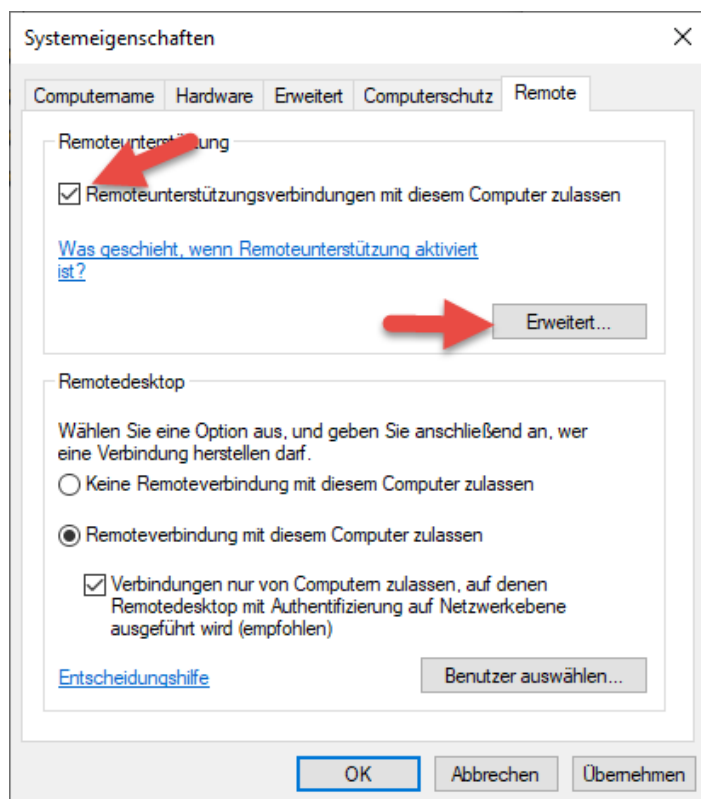 Systemeigenschaften
Computername Hardware Erweitert Computerschutz Remote
Remoteunterstützung
Remoteunterstützungsverbindungen mit diesem Computer zulassen
Was geschieht, wenn Remoteunterstützung aktiviert
ist?
Erweitert...
Remotedesktop
Wählen Sie eine Option aus, und geben Sie anschließend an, wer
eine Verbindung herstellen darf.
Keine Remoteverbindung mit diesem Computer zulassen
Remoteverbindung mit diesem Computer zulassen
Verbindungen nur von Computern zulassen, auf denen
Remotedesktop mit Authentifizierung auf Netzwerkebene
ausgeführt wird (empfohlen)
Entscheidungshilfe
Benutzer auswählen...
OK Abbrechen Übernehmen